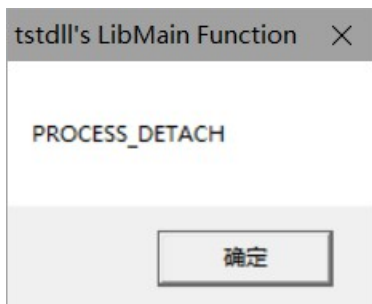 tstdll's LibMain Function
PROCESS_DETACH
确定